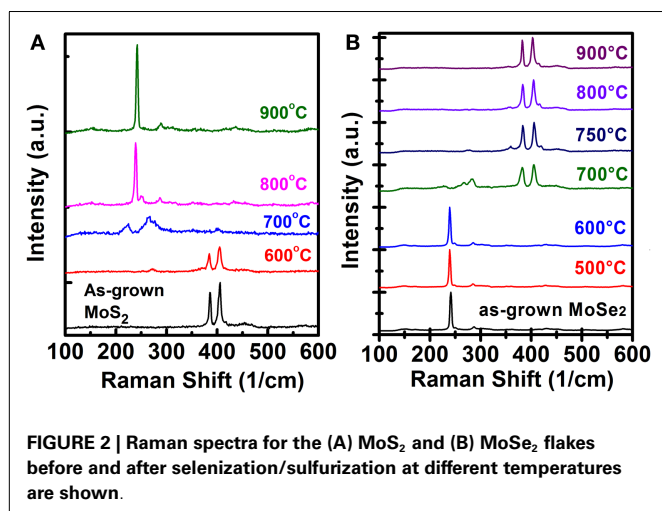 A
900°C
800°C
700°C
600°C
As-grown
MoS2
Intensity (a.u.)
100 200 300 400 500 600
Raman Shift (1/cm)
B
900°C
800°C
750°C
700°C
600°C
500°C
as-grown MoSe2
Intensity (a.u.)
100 200 300 400 500 600
Raman Shift (1/cm)
FIGURE 2 | Raman spectra for the (A) MoS2 and (B) MoSe2 flakes
before and after selenization/sulfurization at different temperatures
are shown.